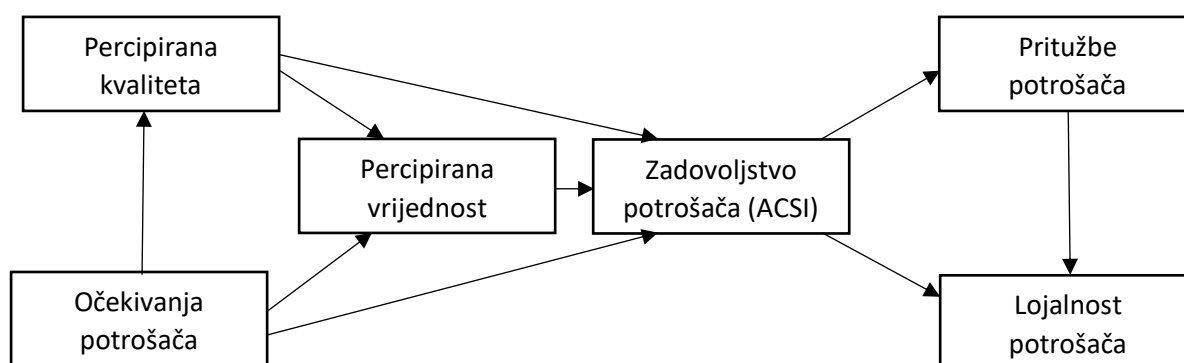 Percipirana
kvaliteta
Pritužbe
potrošača
Percipirana
vrijednost
Zadovoljstvo
potrošača (ACSI)
Očekivanja
potrošača
Lojalnost
potrošača